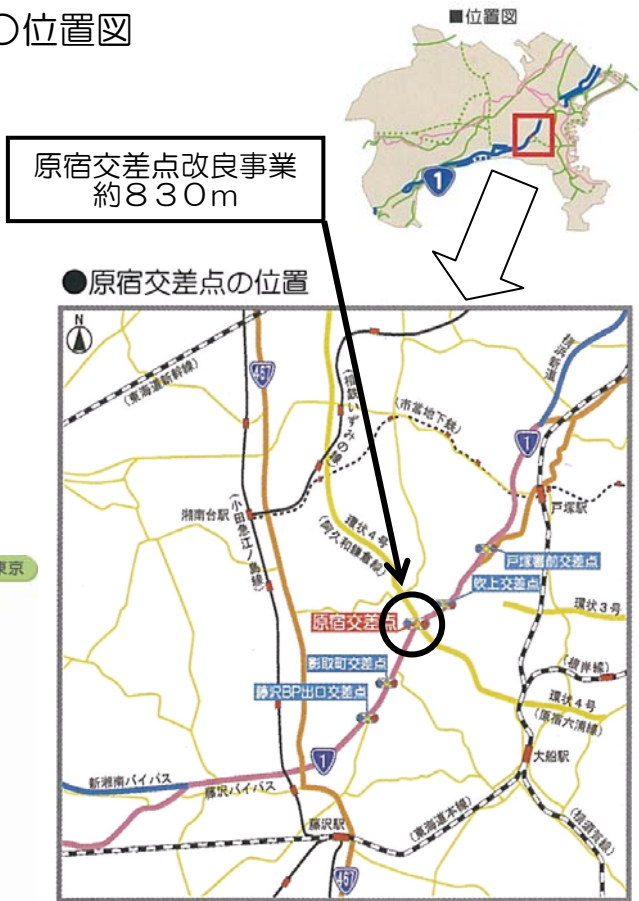 ○位置図
■位置図
1
原宿交差点改良事業
約830m
●原宿交差点の位置
N
467
横浜新道
(東海道新幹線)
(相鉄いずみの線)
(市営地下鉄)
1
戸塚駅
湘南台駅
(小田急江ノ島線)
環状4号
(阿久和鎌倉線)
戸塚署前交差点
吹上交差点
東京
原宿交差点
環状3号
影取町交差点
(根岸線)
藤沢BP出口交差点
環状4号
(原宿六浦線)
1
大船駅
新湘南バイパス
藤沢バイパス
藤沢駅
(東海道本線)
(横須賀線)
467